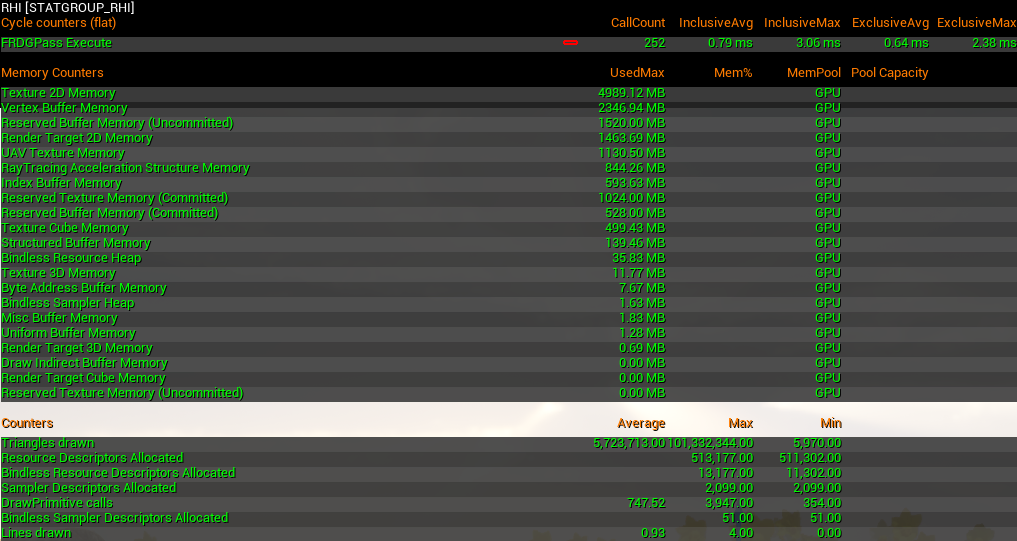 RHI [STATGROUP_RHI]
Cycle counters (flat) CallCount InclusiveAvg InclusiveMax ExclusiveAvg ExclusiveMax
FRDGPass Execute 252 0.79 ms 3.06 ms 0.64 ms 2.38 ms
Memory Counters UsedMax Mem% MemPool Pool Capacity
Texture 2D Memory 4989.12 MB GPU
Vertex Buffer Memory 2346.94 MB GPU
Reserved Buffer Memory (Uncommitted) 1520.00 MB GPU
Render Target 2D Memory 1463.69 MB GPU
UAV Texture Memory 1130.50 MB GPU
RayTracing Acceleration Structure Memory 844.26 MB GPU
Index Buffer Memory 593.63 MB GPU
Reserved Texture Memory (Committed) 1024.00 MB GPU
Reserved Buffer Memory (Committed) 528.00 MB GPU
Texture Cube Memory 499.43 MB GPU
Structured Buffer Memory 139.46 MB GPU
Bindless Resource Heap 35.83 MB GPU
Texture 3D Memory 11.77 MB GPU
Byte Address Buffer Memory 7.67 MB GPU
Bindless Sampler Heap 1.63 MB GPU
Misc Buffer Memory 1.83 MB GPU
Uniform Buffer Memory 1.28 MB GPU
Render Target 3D Memory 0.69 MB GPU
Draw Indirect Buffer Memory 0.00 MB GPU
Render Target Cube Memory 0.00 MB GPU
Reserved Texture Memory (Uncommitted) 0.00 MB GPU
Counters Average Max Min
Triangles drawn 5,723,713.00 101,332,344.00 5,970.00
Resource Descriptors Allocated 513,177.00 511,302.00
Bindless Resource Descriptors Allocated 13,177.00 11,302.00
Sampler Descriptors Allocated 2,099.00 2,099.00
DrawPrimitive calls 747.52 3,947.00 354.00
Bindless Sampler Descriptors Allocated 51.00 51.00
Lines drawn 0.93 4.00 0.00